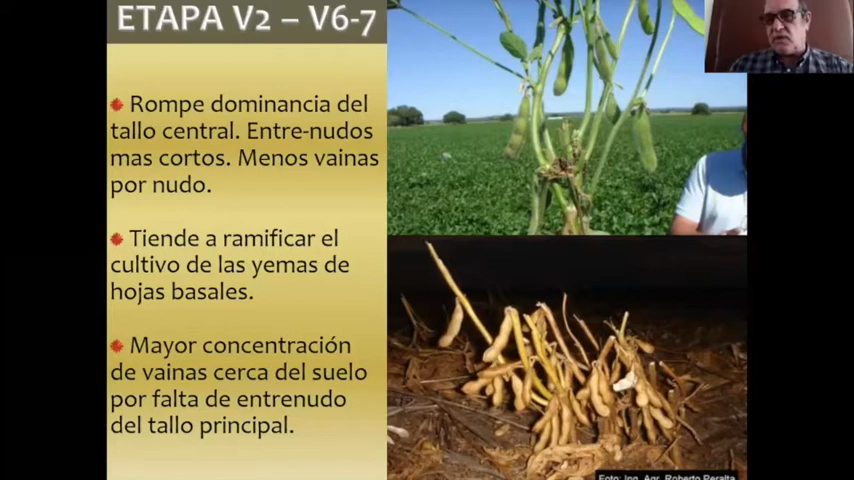 ETAPA V2 – V6-7
Rompe dominancia del
tallo central. Entre-nudos
mas cortos. Menos vainas
por nudo.
Tiende a ramificar el
cultivo de las yemas de
hojas basales.
Mayor concentración
de vainas cerca del suelo
por falta de entrenudo
del tallo principal.
Foto: Ing. Agr. Roberto Peralta